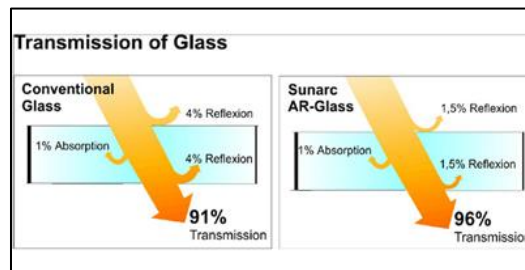 Transmission of Glass
Conventional
Glass
4% Reflexion
1% Absorption
4% Reflexion
91%
Transmission
Sunarc
AR-Glass
1,5% Reflexion
1% Absorption
1,5% Reflexion
96%
Transmission